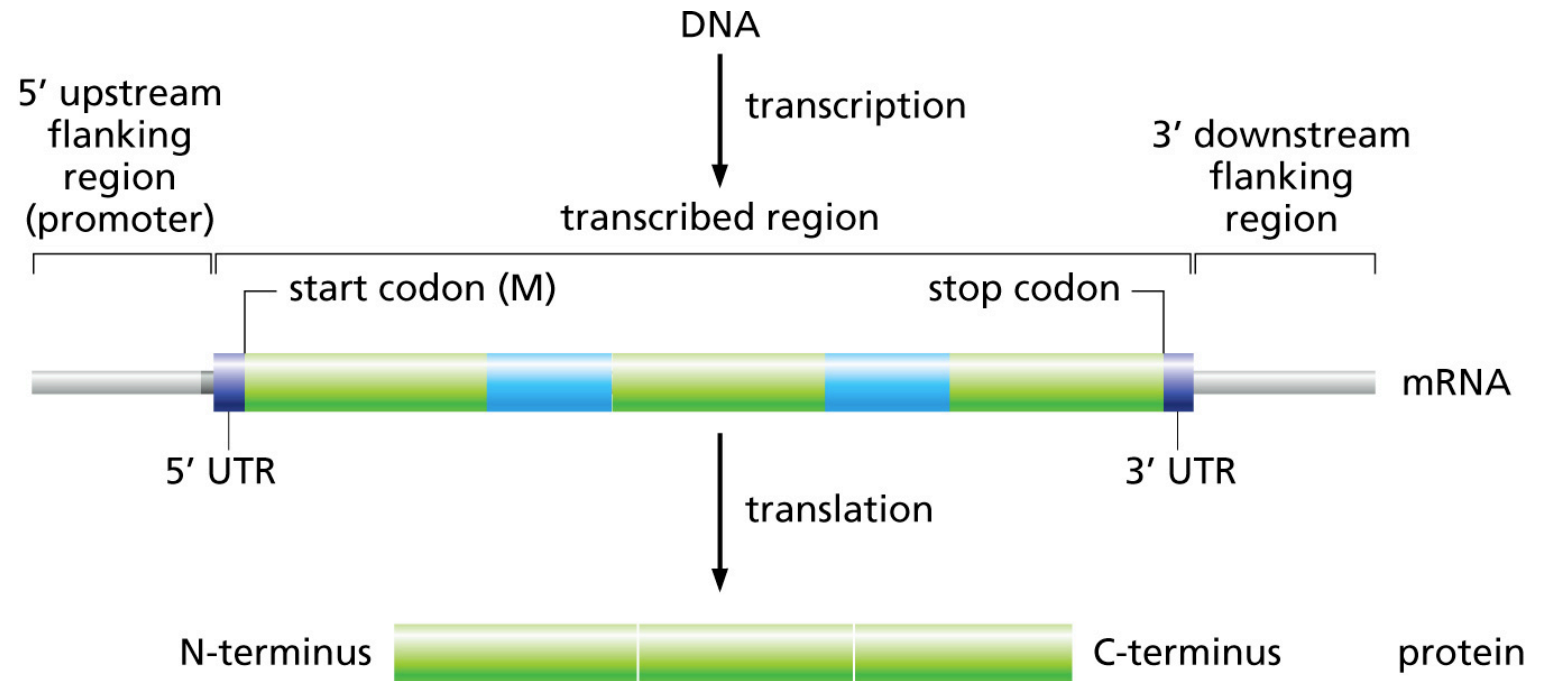 DNA
transcription
5’ upstream
flanking
region
(promoter)
3’ downstream
flanking
region
transcribed region
start codon (M)
stop codon
mRNA
5’ UTR
3’ UTR
translation
N-terminus
C-terminus
protein